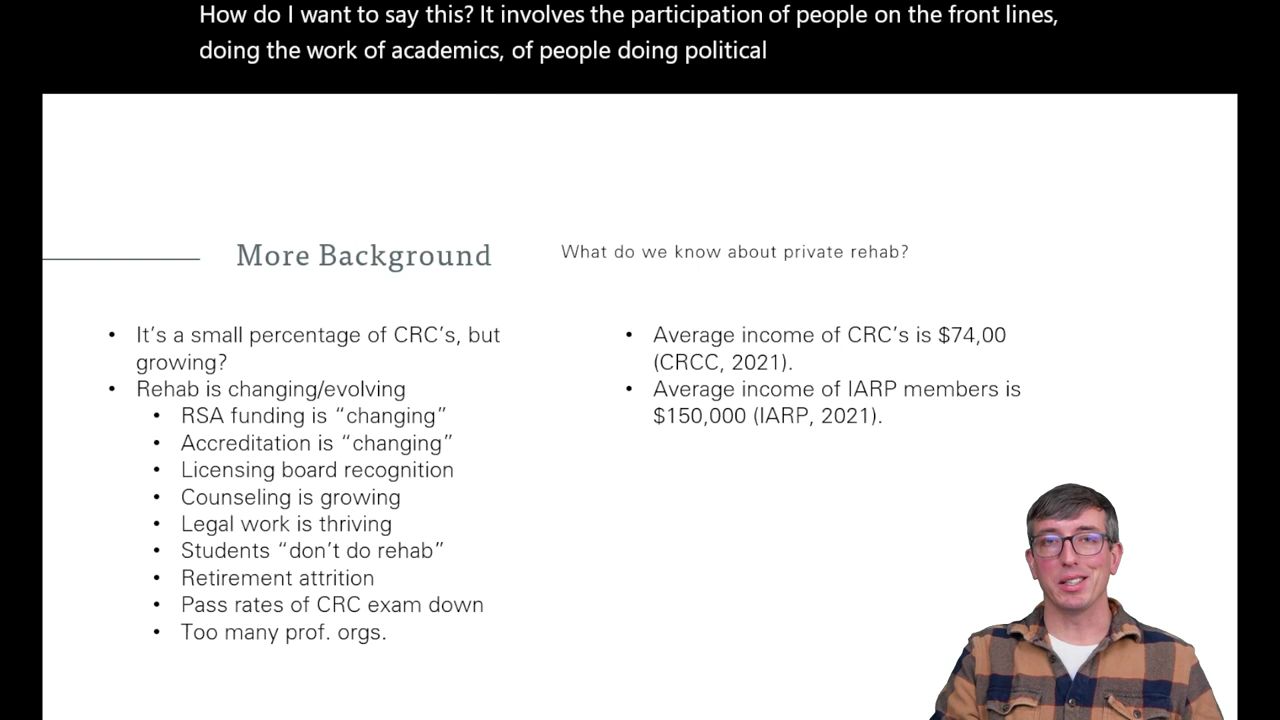 How do I want to say this? It involves the participation of people on the front lines,
doing the work of academics, of people doing political
More Background
What do we know about private rehab?
• It’s a small percentage of CRC’s, but
growing?
• Rehab is changing/evolving
• RSA funding is “changing”
• Accreditation is “changing”
• Licensing board recognition
• Counseling is growing
• Legal work is thriving
• Students “don’t do rehab”
• Retirement attrition
• Pass rates of CRC exam down
• Too many prof. orgs.
• Average income of CRC’s is $74,00
(CRCC, 2021).
• Average income of IARP members is
$150,000 (IARP, 2021).